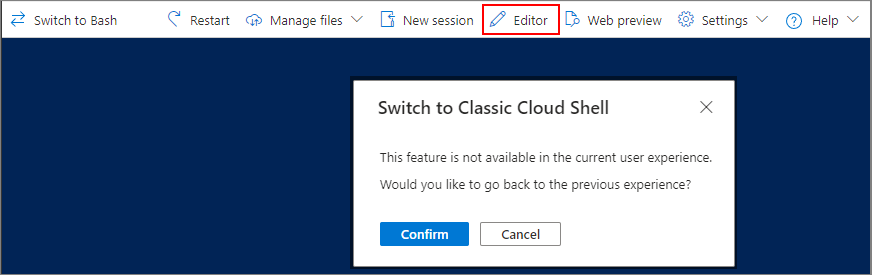 Switch to Bash Restart Manage files New session Editor Web preview Settings Help
Switch to Classic Cloud Shell
This feature is not available in the current user experience.
Would you like to go back to the previous experience?
Confirm Cancel